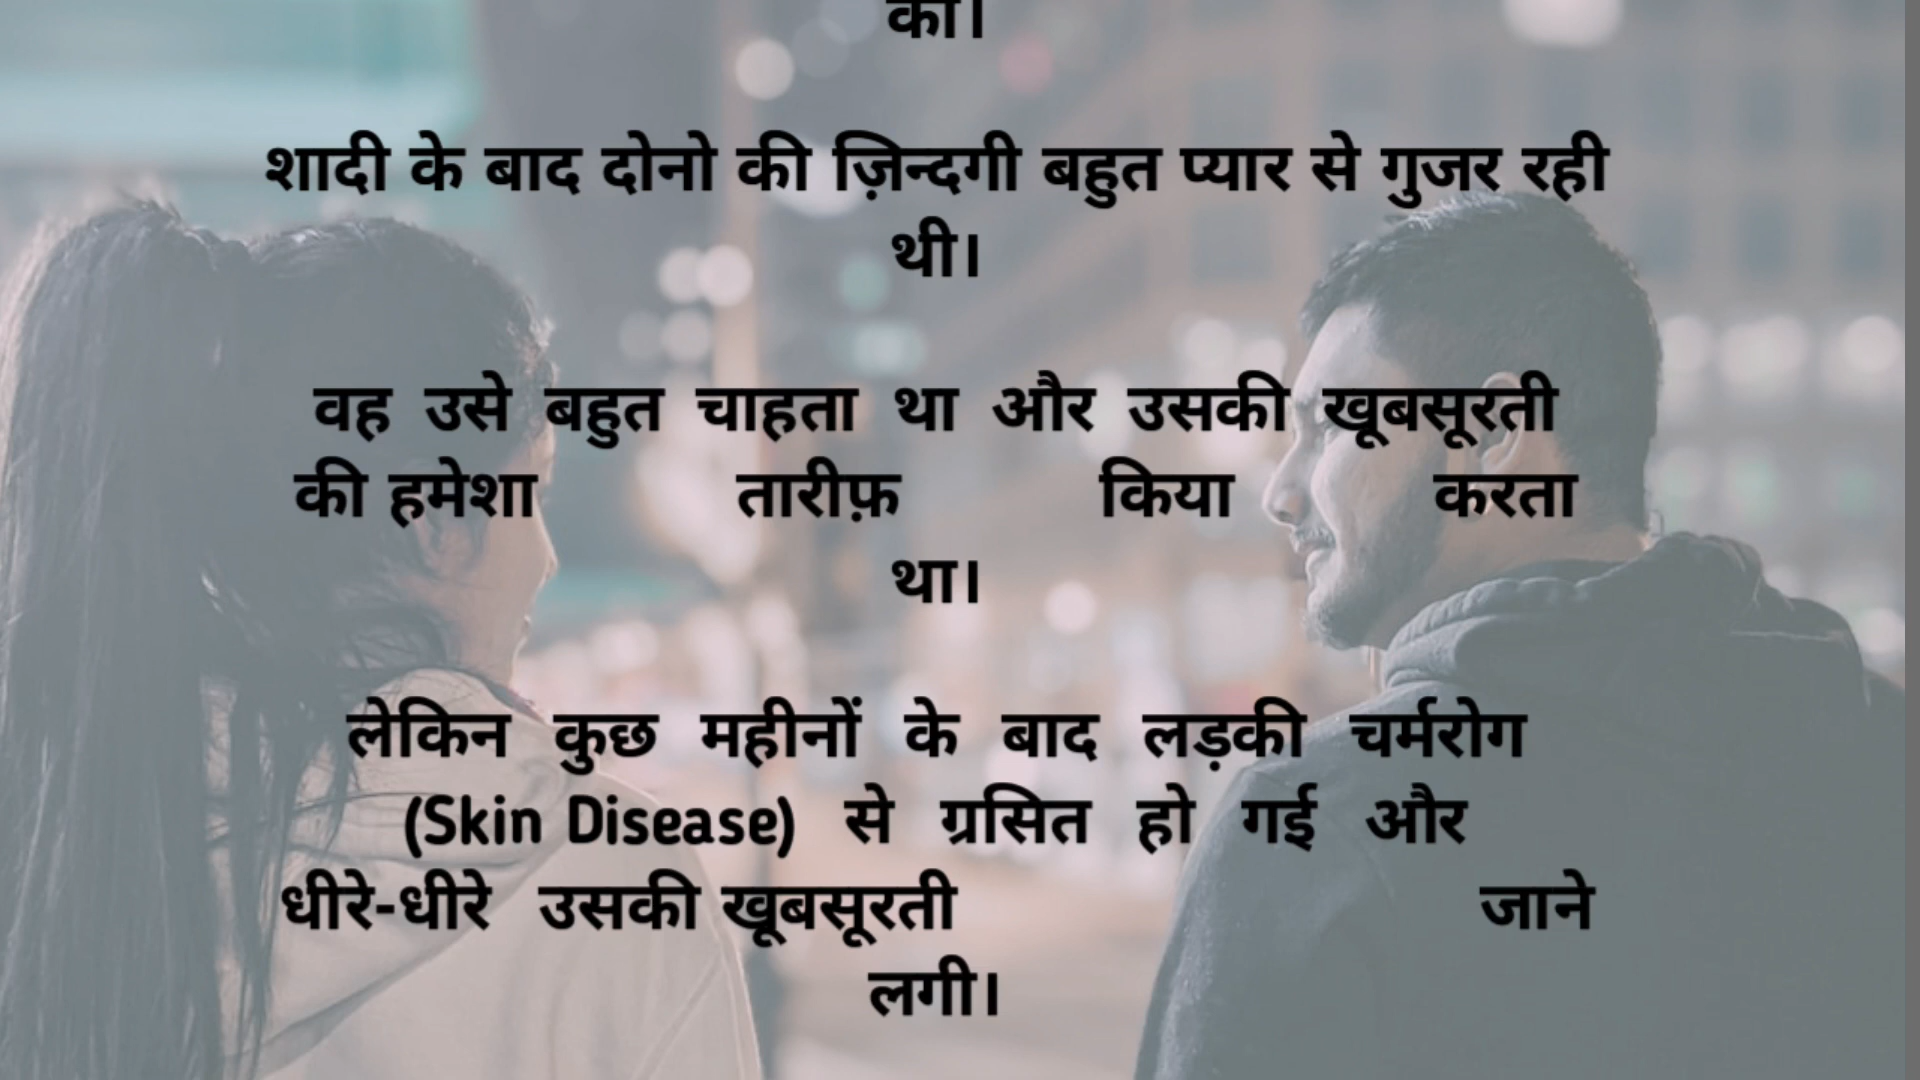 की।
शादी के बाद दोनो की ज़िन्दगी बहुत प्यार से गुजर रही
थी।
वह उसे बहुत चाहता था और उसकी खूबसूरती
की हमेशा तारीफ़ किया करता
था।
लेकिन कुछ महीनों के बाद लड़की चर्मरोग
(Skin Disease) से ग्रसित हो गई और
धीरे-धीरे उसकी खूबसूरती जाने
लगी।